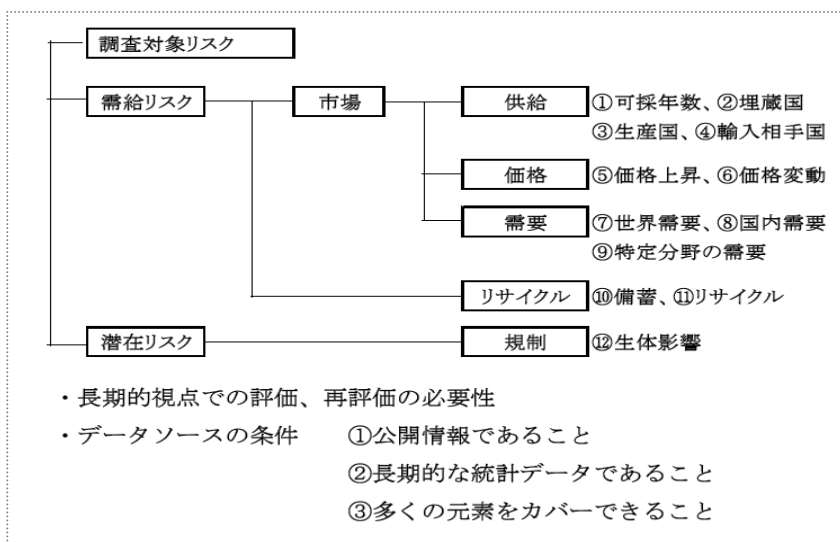 調査対象リスク
需給リスク 市場 供給 ①可採年数、②埋蔵国
③生産国、④輸入相手国
価格 ⑤価格上昇、⑥価格変動
需要 ⑦世界需要、⑧国内需要
⑨特定分野の需要
リサイクル ⑩備蓄、⑪リサイクル
潜在リスク 規制 ⑫生体影響
・長期的視点での評価、再評価の必要性
・データソースの条件 ①公開情報であること
②長期的な統計データであること
③多くの元素をカバーできること